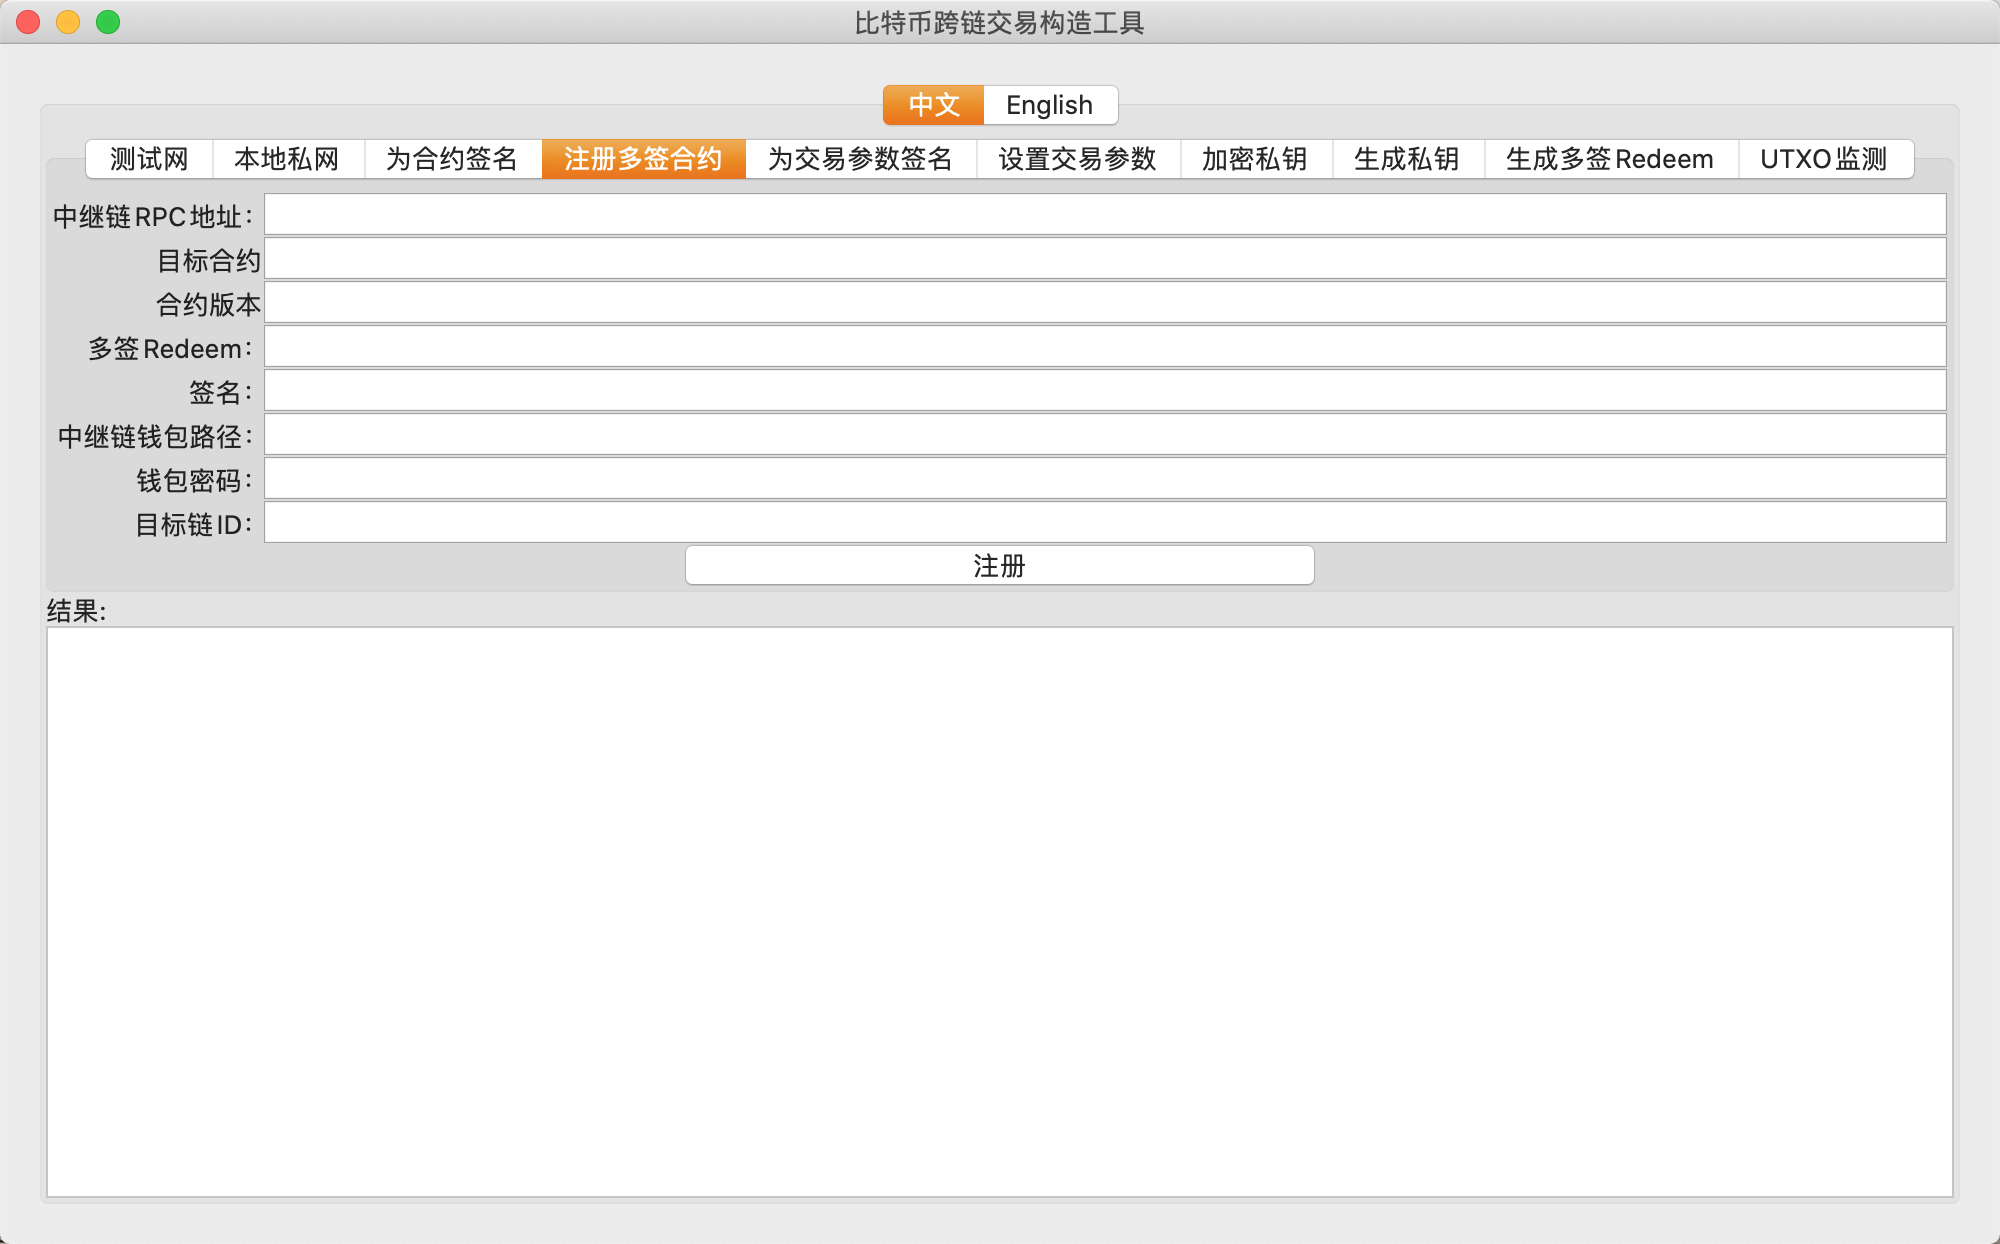 比特币跨链交易构造工具
中文 English
测试网 本地私网 为合约签名 注册多签合约 为交易参数签名 设置交易参数 加密私钥 生成私钥 生成多签Redeem UTXO监测
中继链RPC地址：
目标合约
合约版本
多签Redeem：
签名：
中继链钱包路径：
钱包密码：
目标链ID：
注册
结果: